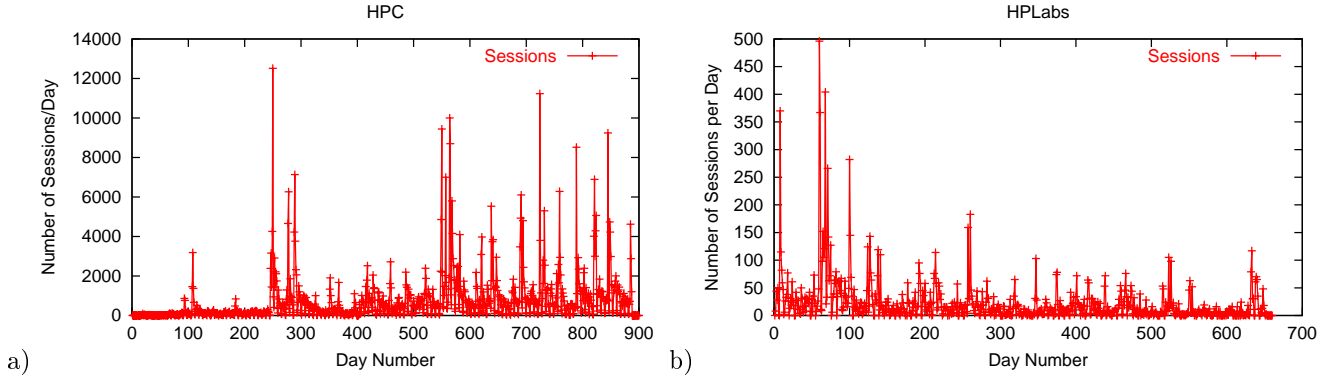 HPC
Number of Sessions/Day
14000
12000
10000
8000
6000
4000
2000
0
Sessions
0 100 200 300 400 500 600 700 800 900
Day Number
a)
HPLabs
Number of Sessions per Day
500
450
400
350
300
250
200
150
100
50
0
Sessions
0 100 200 300 400 500 600 700
Day Number
b)